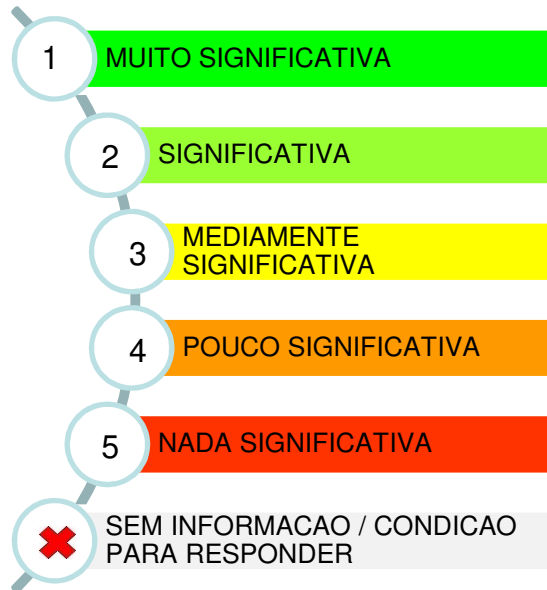 1 MUITO SIGNIFICATIVA
2 SIGNIFICATIVA
3 MEDIAMENTE
SIGNIFICATIVA
4 POUCO SIGNIFICATIVA
5 NADA SIGNIFICATIVA
SEM INFORMACAO / CONDICAO
PARA RESPONDER